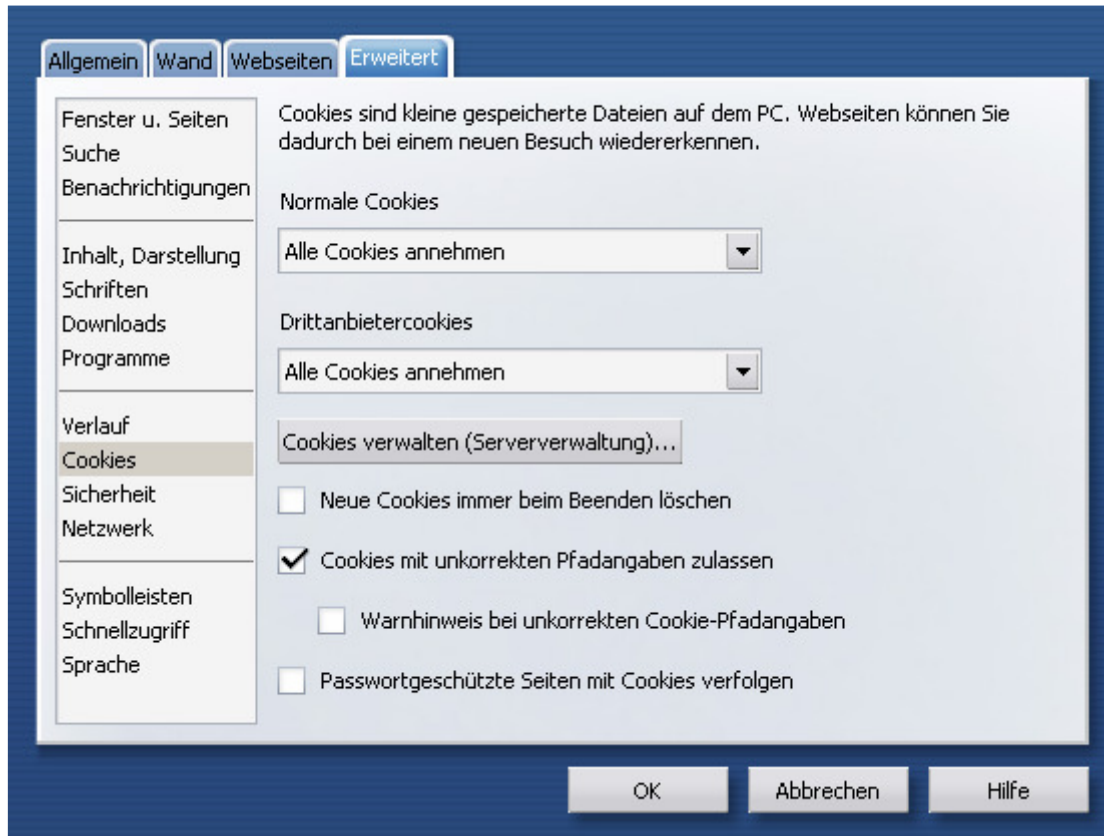 Allgemein Wand Webseiten Erweitert
Fenster u. Seiten
Suche
Benachrichtigungen
Inhalt, Darstellung
Schriften
Downloads
Programme
Verlauf
Cookies
Sicherheit
Netzwerk
Symbolleisten
Schnellzugriff
Sprache
Cookies sind kleine gespeicherte Dateien auf dem PC. Webseiten können Sie
dadurch bei einem neuen Besuch wiedererkennen.
Normale Cookies
Alle Cookies annehmen
Drittanbietercookies
Alle Cookies annehmen
Cookies verwalten (Serververwaltung)...
Neue Cookies immer beim Beenden löschen
Cookies mit unkorrekten Pfadangaben zulassen
Warnhinweis bei unkorrekten Cookie-Pfadangaben
Passwortgeschützte Seiten mit Cookies verfolgen
OK Abbrechen Hilfe